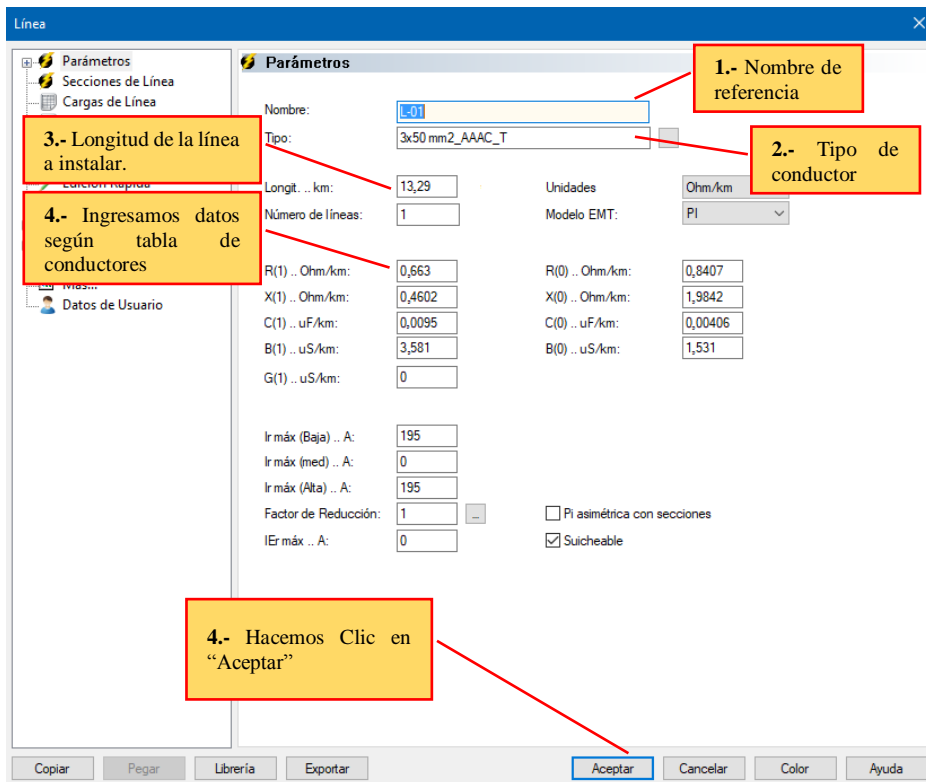 Línea
Parámetros
Secciones de Línea
Cargas de Línea
Edición Rápida
Más...
Datos de Usuario
Parámetros
1.- Nombre de
referencia
Nombre: L-01
Tipo: 3x50 mm2_AAAC_T ...
2.- Tipo de
conductor
3.- Longitud de la línea
a instalar.
Longit. .. km: 13,29 Unidades Ohm/km
Número de líneas: 1 Modelo EMT: PI
4.- Ingresamos datos
según tabla de
conductores
R(1) .. Ohm/km: 0,663 R(0) .. Ohm/km: 0,8407
X(1) .. Ohm/km: 0,4602 X(0) .. Ohm/km: 1,9842
C(1) .. uF/km: 0,0095 C(0) .. uF/km: 0,00406
B(1) .. uS/km: 3,581 B(0) .. uS/km: 1,531
G(1) .. uS/km: 0
Ir máx (Baja) .. A: 195
Ir máx (med) .. A: 0
Ir máx (Alta) .. A: 195
Factor de Reducción: 1 ... Pi asimétrica con secciones
IEr máx .. A: 0 Suicheable
4.- Hacemos Clic en
“Aceptar”
Copiar Pegar Librería Exportar Aceptar Cancelar Color Ayuda